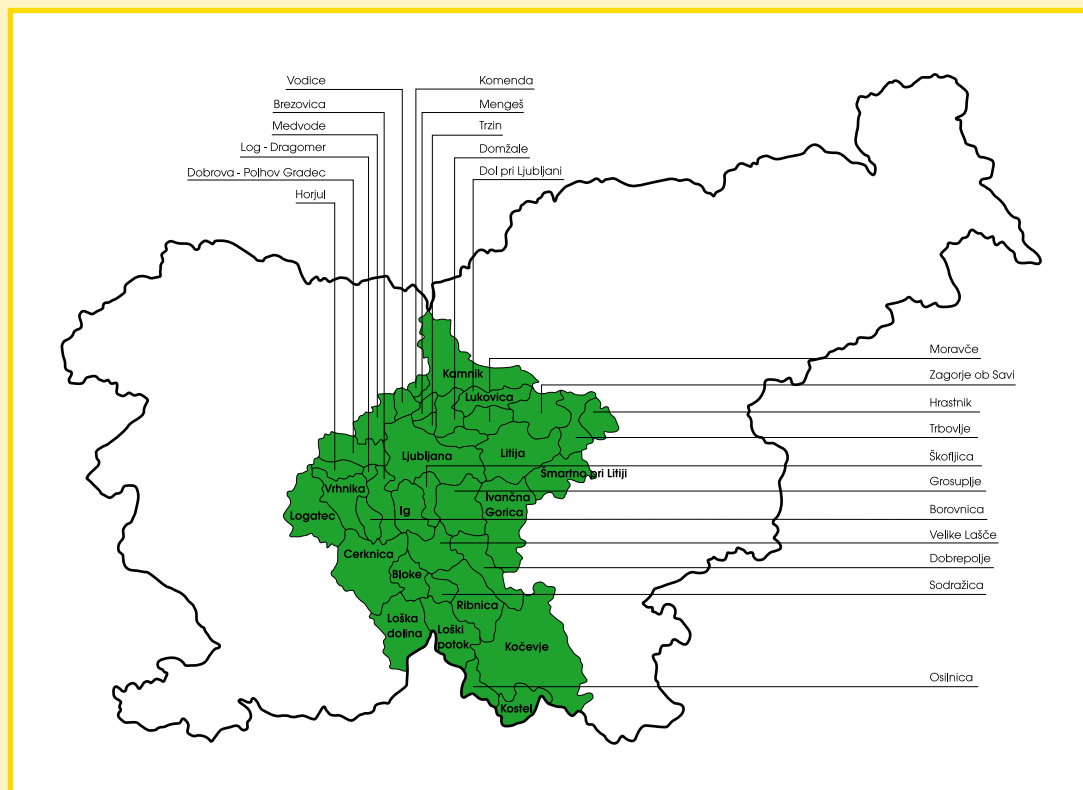 Vodice
Brezovica
Medvode
Log - Dragomer
Dobrova - Polhov Gradec
Horjul
Komenda
Mengeš
Trzin
Domžale
Dol pri Ljubljani
Moravče
Zagorje ob Savi
Hrastnik
Trbovlje
Škofljica
Grosuplje
Borovnica
Velike Lašče
Dobrepolje
Sodražica
Osilnica
Kamnik
Lukovica
Ljubljana
Litija
Šmartno pri Litiji
Vrhnika
Ivančna
Gorica
Logatec
Ig
Cerknica
Bloke
Ribnica
Loška
dolina
Loški
potok
Kočevje
Kostel